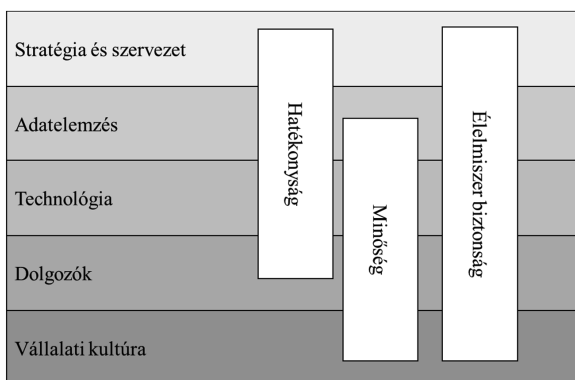 Stratégia és szervezet
Adatelemzés
Technológia
Dolgozók
Vállalati kultúra
Hatékonyság
Minőség
Élelmiszer biztonság